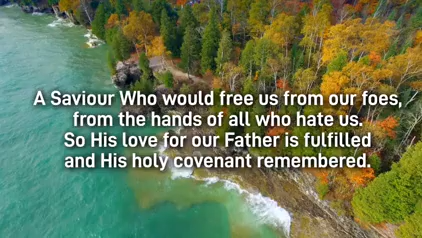 A Saviour Who would free us from our foes,
from the hands of all who hate us.
So His love for our Father is fulfilled
and His holy covenant remembered.